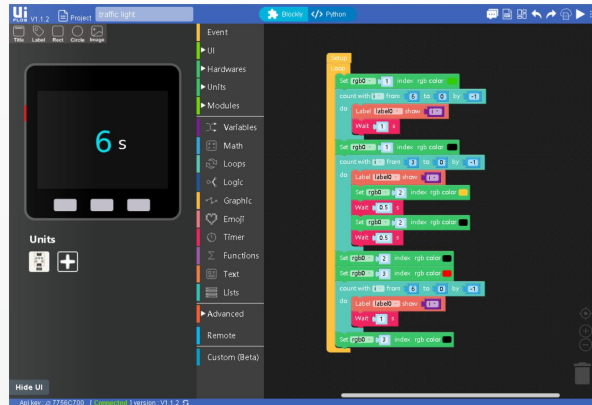 Ui FLOW V1.1.2 Project traffic light Blockly </> Python
Title Label Rect Circle Image
6 s
Units
Hide UI
Event
UI
Hardwares
Units
Modules
Variables
Math
Loops
Logic
Graphic
Emoji
Timer
Functions
Text
Lists
Advanced
Remote
Custom (Beta)
Setup
Loop
Set rgb0 1 index rgb color
count with i from 6 to 0 by -1
do Label label0 show i
Wait 1 s
Set rgb0 1 index rgb color
count with i from 3 to 0 by -1
do Label label0 show i
Set rgb0 2 index rgb color
Wait 0.5 s
Set rgb0 2 index rgb color
Wait 0.5 s
Set rgb0 2 index rgb color
Set rgb0 3 index rgb color
count with i from 6 to 0 by -1
do Label label0 show i
Wait 1 s
Set rgb0 3 index rgb color
Api key : 7756C700 [ Connected ] version : V1.1.2